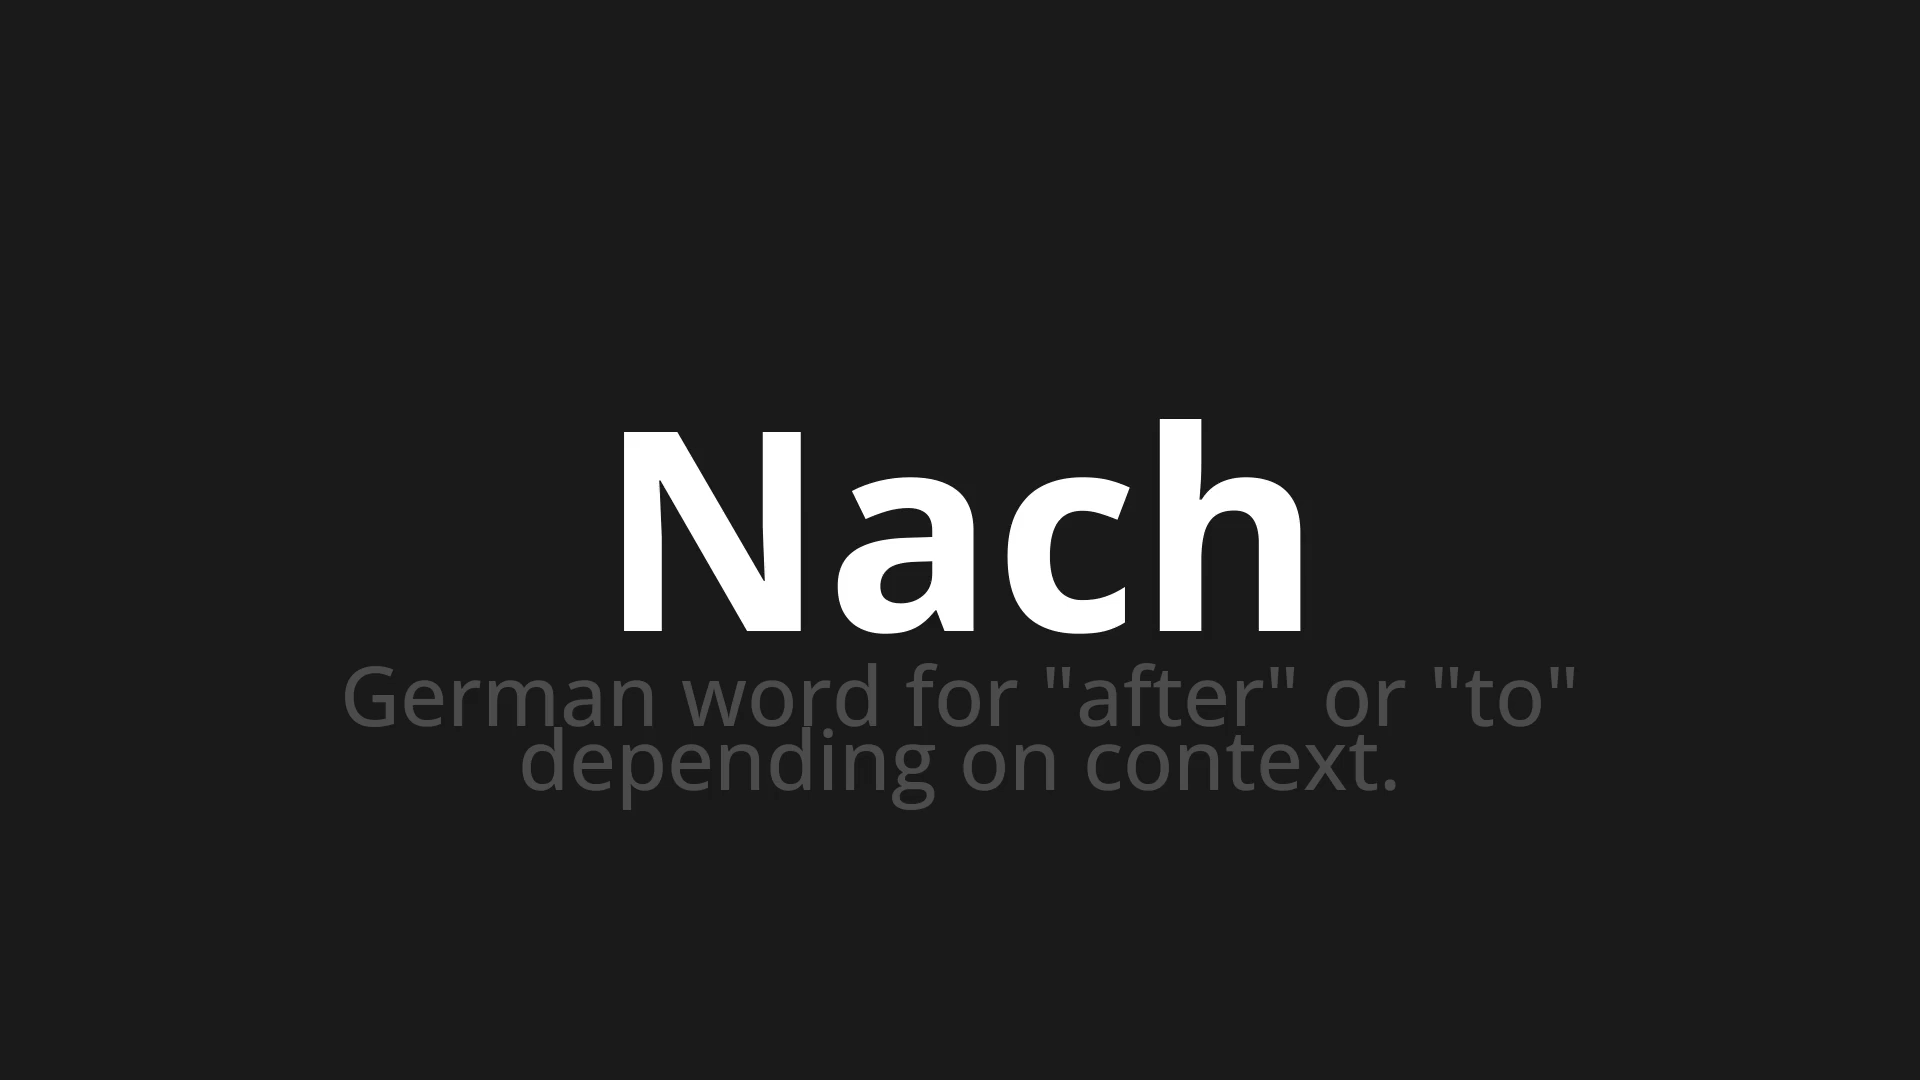 Nach
German word for "after" or "to"
depending on context.